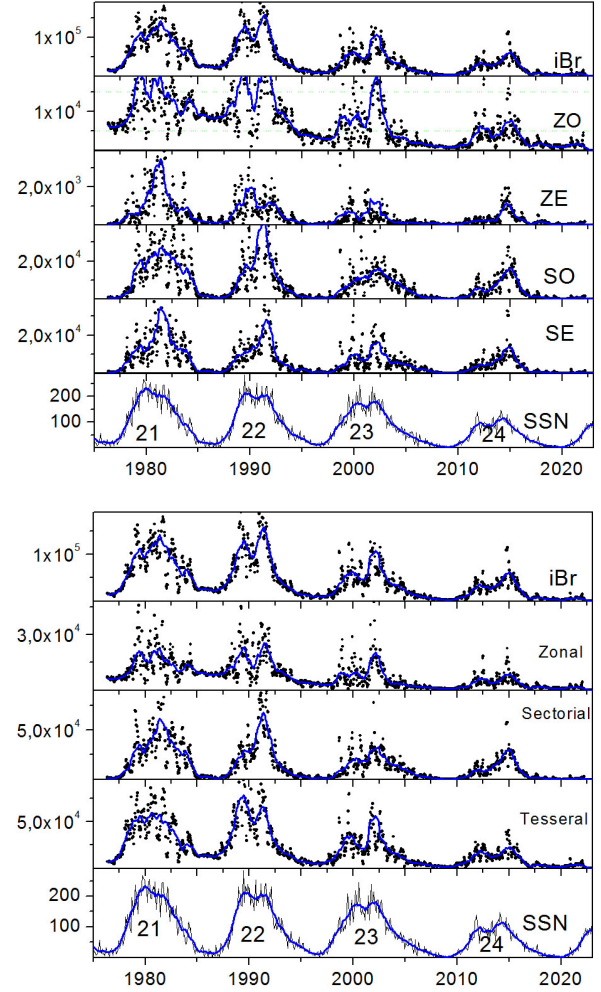 1x10⁵ iBr
1x10⁴ ZO
2,0x10³ ZE
2,0x10⁴ SO
2,0x10⁴ SE
200 SSN
100
21 22 23 24
1980 1990 2000 2010 2020
1x10⁵ iBr
3,0x10⁴ Zonal
Sectorial
5,0x10⁴
5,0x10⁴ Tesseral
200
100 SSN
21 22 23 24
1980 1990 2000 2010 2020